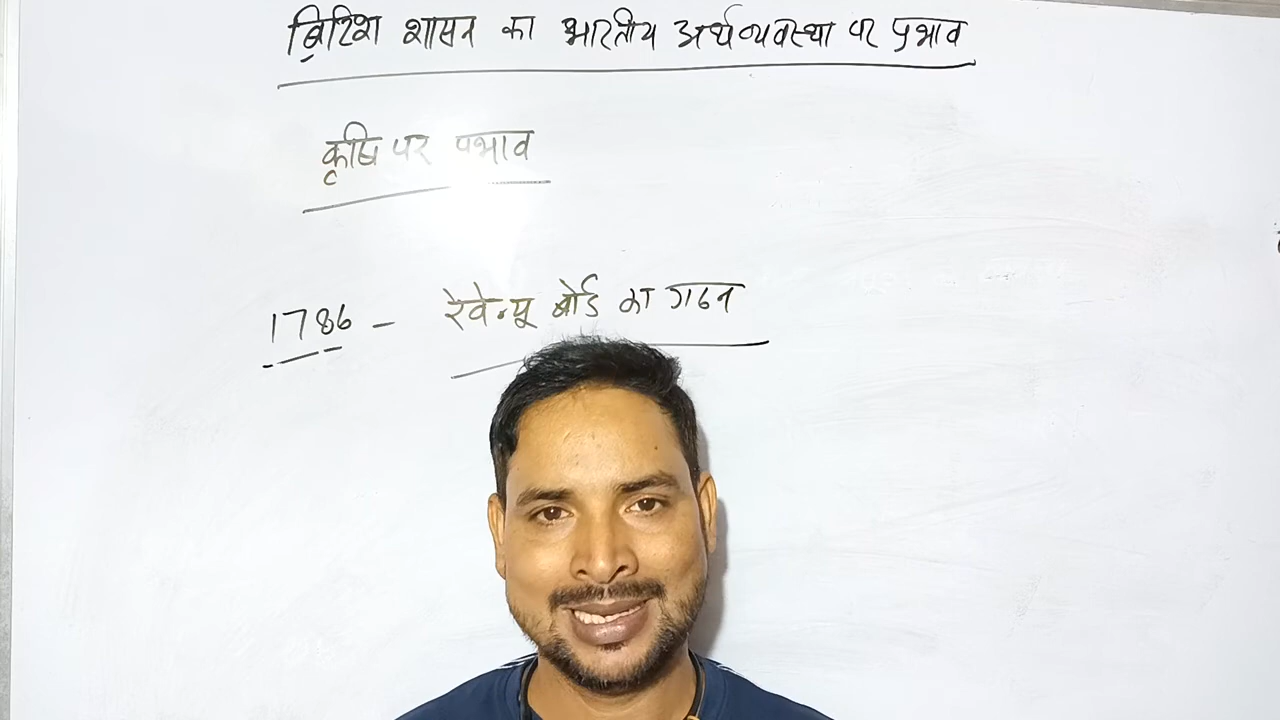 ब्रिटिश शासन का भारतीय अर्थव्यवस्था पर प्रभाव
कृषि पर प्रभाव
1786 - रेवेन्यू बोर्ड का गठन